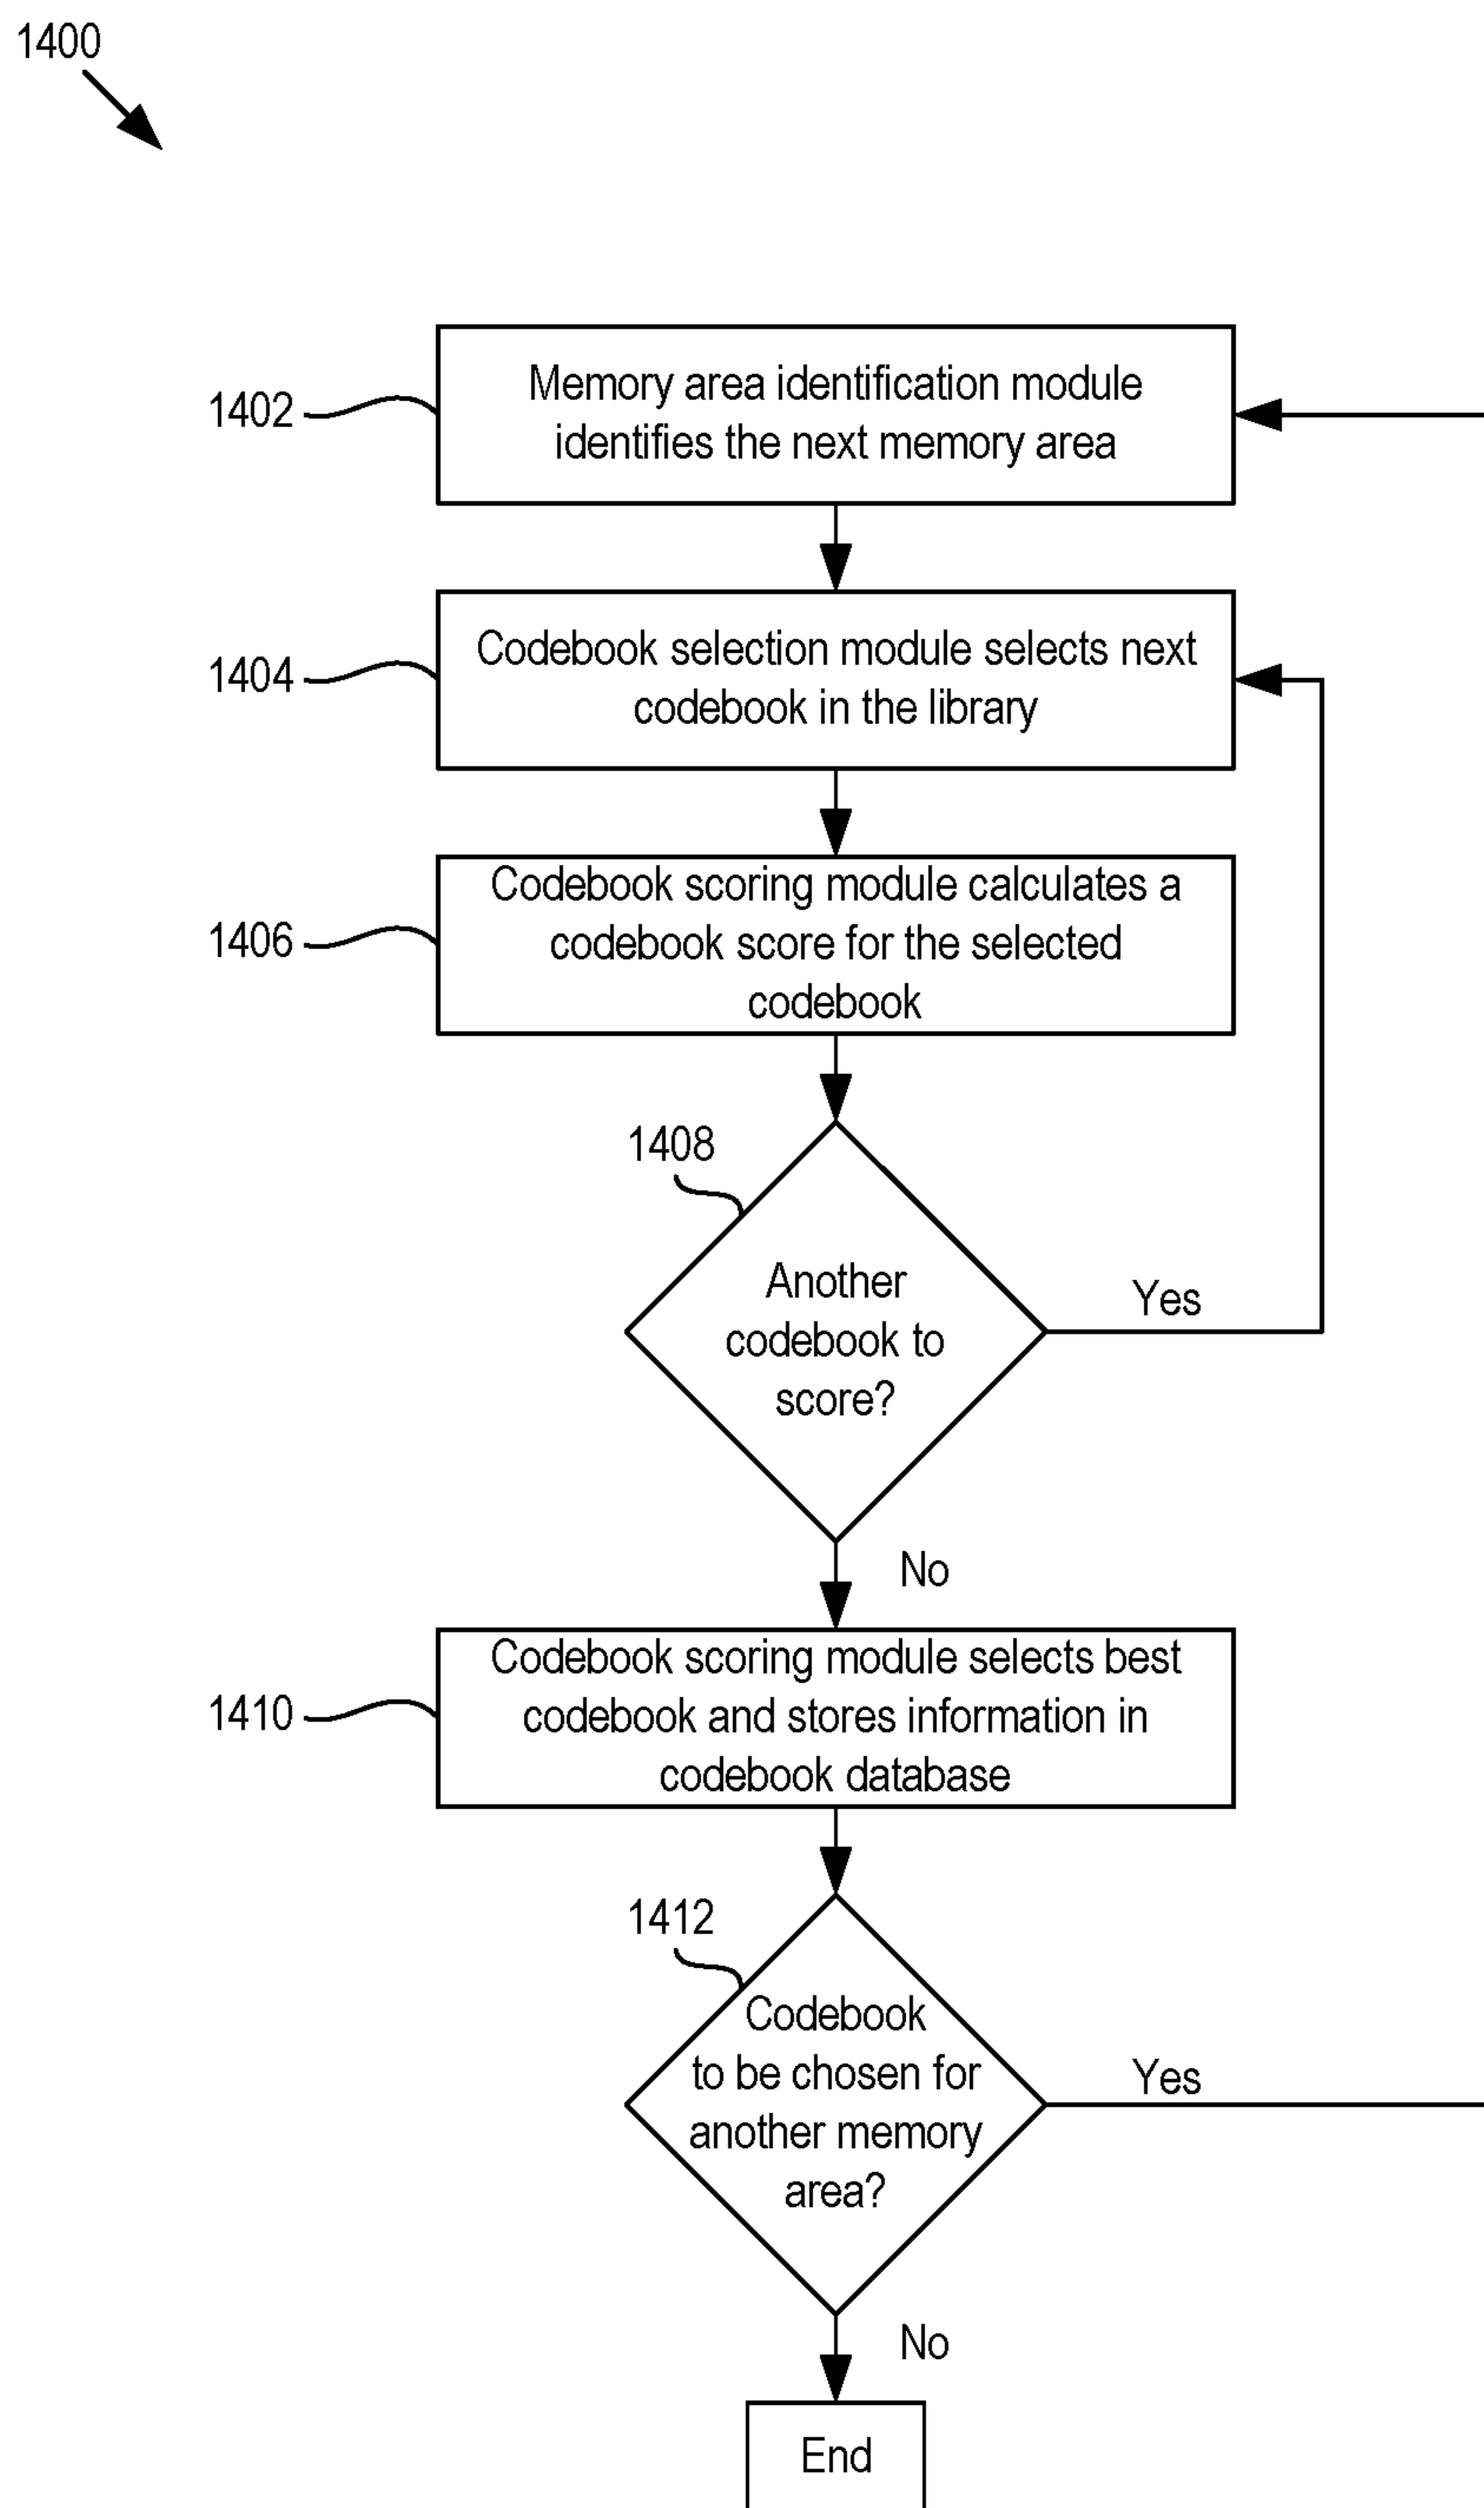 1400
1402
Memory area identification module
identifies the next memory area
1404
Codebook selection module selects next
codebook in the library
1406
Codebook scoring module calculates a
codebook score for the selected
codebook
1408
Another
codebook to
score?
Yes
No
1410
Codebook scoring module selects best
codebook and stores information in
codebook database
1412
Codebook
to be chosen for
another memory
area?
Yes
No
End